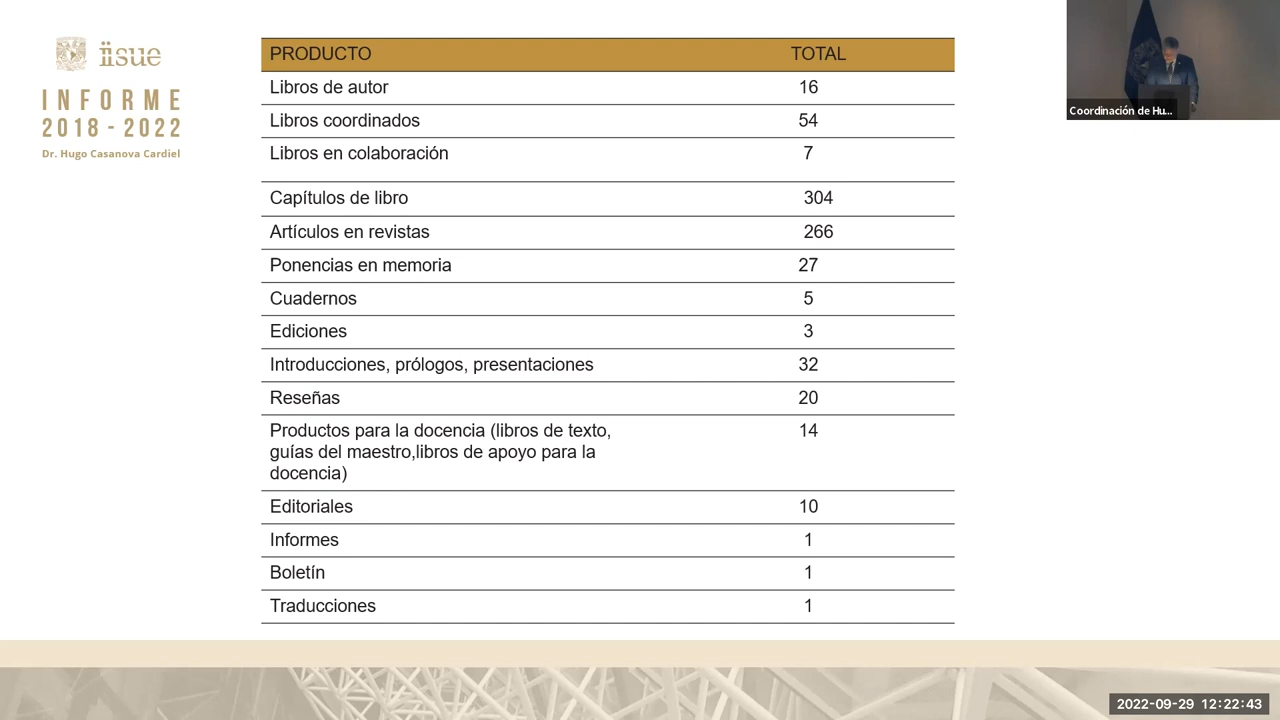 iisue
INFORME
2018-2022
Dr. Hugo Casanova Cardiel
PRODUCTO TOTAL
Libros de autor 16
Libros coordinados 54
Libros en colaboración 7
Capítulos de libro 304
Artículos en revistas 266
Ponencias en memoria 27
Cuadernos 5
Ediciones 3
Introducciones, prólogos, presentaciones 32
Reseñas 20
Productos para la docencia (libros de texto, 14
guías del maestro,libros de apoyo para la
docencia)
Editoriales 10
Informes 1
Boletín 1
Traducciones 1
Coordinación de Hu...
2022-09-29 12:22:43